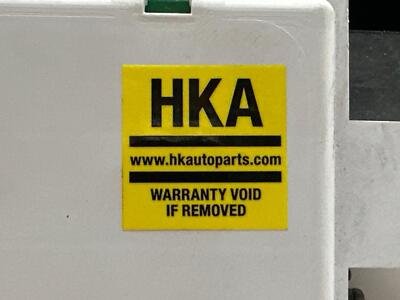 HKA
www.hkautoparts.com
WARRANTY VOID
IF REMOVED